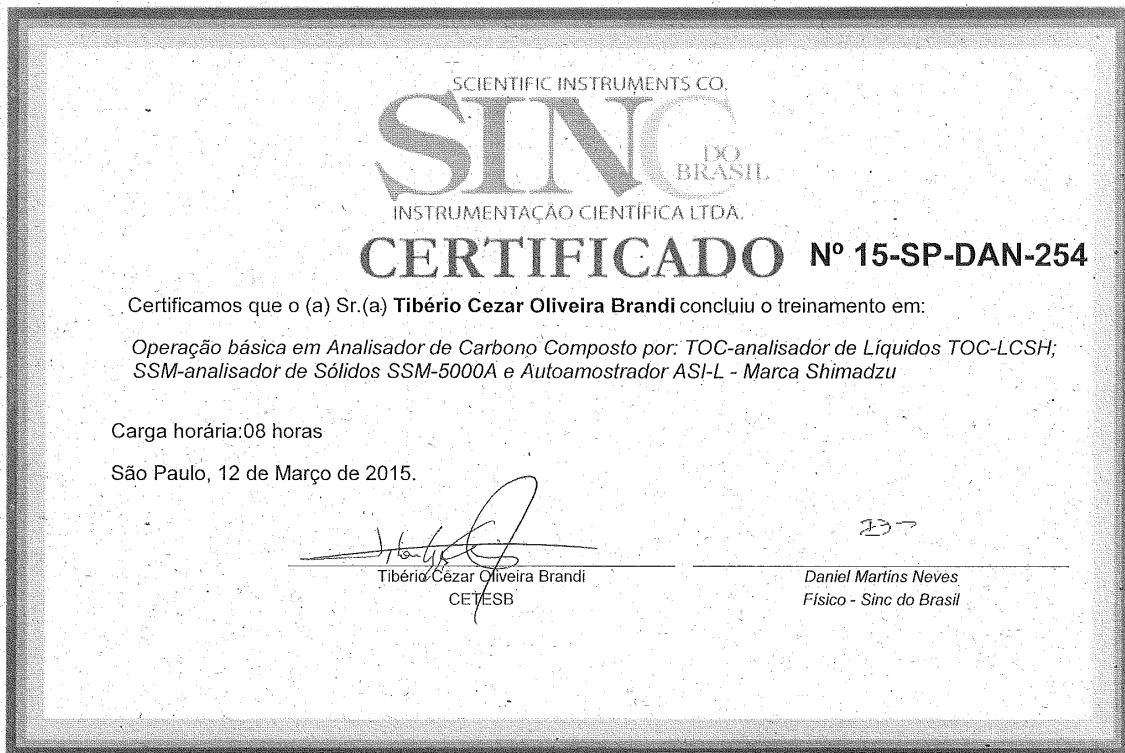 SCIENTIFIC INSTRUMENTS CO.
SINC DO BRASIL
INSTRUMENTAÇÃO CIENTÍFICA LTDA.
CERTIFICADO Nº 15-SP-DAN-254
Certificamos que o (a) Sr.(a) Tibério Cezar Oliveira Brandi concluiu o treinamento em:
Operação básica em Analisador de Carbono Composto por: TOC-analisador de Líquidos TOC-LCSH;
SSM-analisador de Sólidos SSM-5000A e Autoamostrador ASI-L - Marca Shimadzu
Carga horária:08 horas
São Paulo, 12 de Março de 2015.
Tibério Cezar Oliveira Brandi
CETESB
Daniel Martins Neves
Físico - Sinc do Brasil